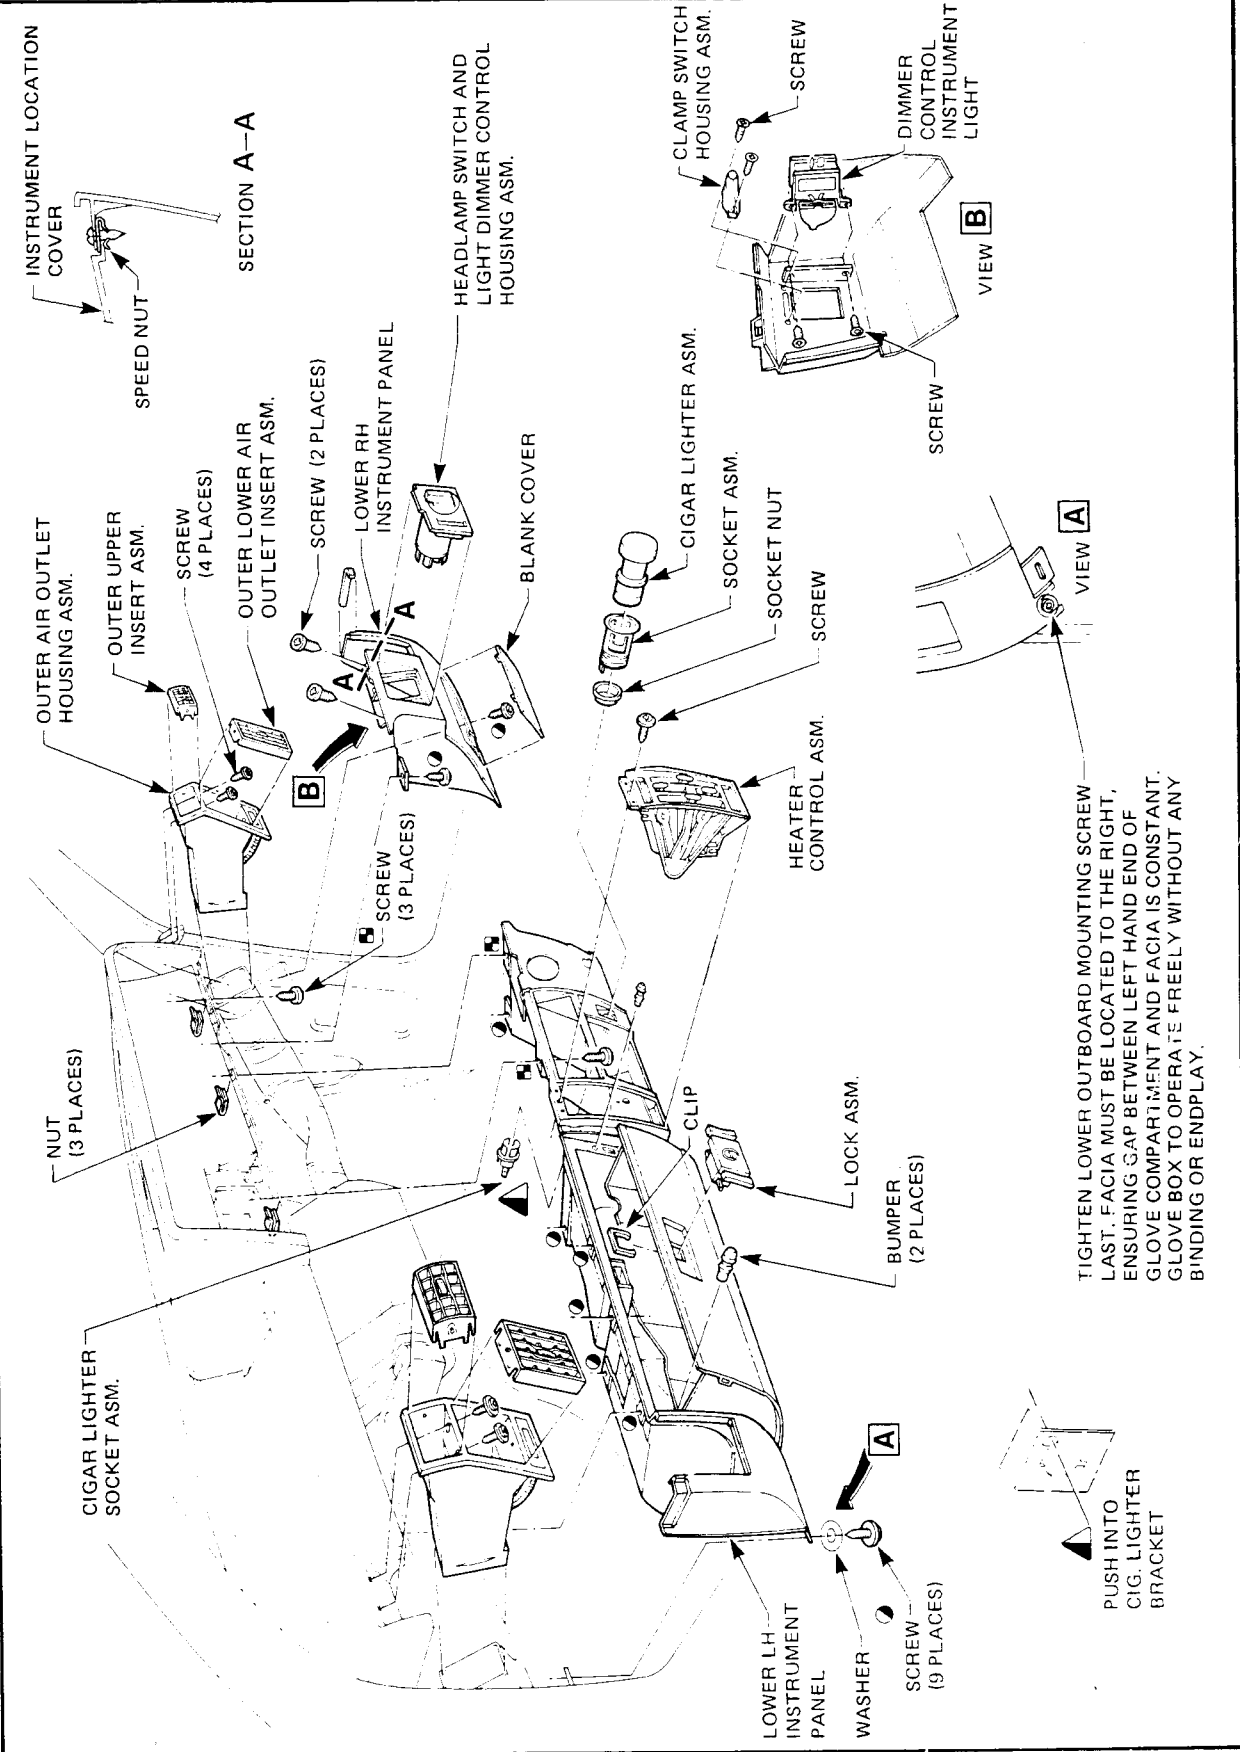 CIGAR LIGHTER
SOCKET ASM.
NUT
(3 PLACES)
OUTER AIR OUTLET
HOUSING ASM.
OUTER UPPER
INSERT ASM.
SCREW
(4 PLACES)
OUTER LOWER AIR
OUTLET INSERT ASM.
INSTRUMENT LOCATION
COVER
SPEED NUT
SECTION A-A
SCREW (2 PLACES)
LOWER RH
INSTRUMENT PANEL
HEADLAMP SWITCH AND
LIGHT DIMMER CONTROL
HOUSING ASM.
B
A
A
SCREW
(3 PLACES)
BLANK COVER
CIGAR LIGHTER ASM.
SOCKET ASM.
SOCKET NUT
SCREW
HEATER
CONTROL ASM.
CLAMP SWITCH
HOUSING ASM.
SCREW
DIMMER
CONTROL
INSTRUMENT
LIGHT
SCREW
VIEW B
CLIP
LOCK ASM.
BUMPER
(2 PLACES)
A
LOWER LH
INSTRUMENT
PANEL
WASHER
SCREW
(9 PLACES)
VIEW A
TIGHTEN LOWER OUTBOARD MOUNTING SCREW
LAST. FACIA MUST BE LOCATED TO THE RIGHT,
ENSURING GAP BETWEEN LEFT HAND END OF
GLOVE COMPARTMENT AND FACIA IS CONSTANT.
GLOVE BOX TO OPERATE FREELY WITHOUT ANY
BINDING OR ENDPLAY.
PUSH INTO
CIG. LIGHTER
BRACKET